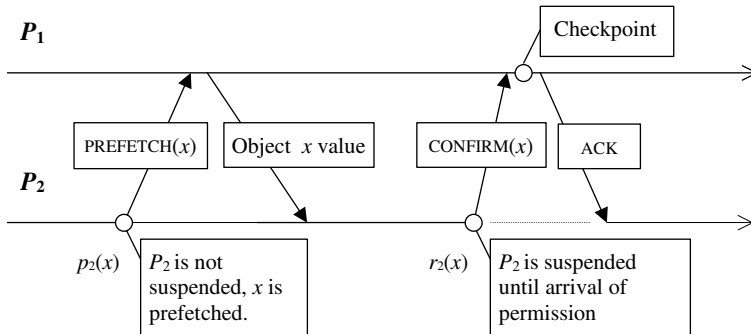 P1
Checkpoint
PREFETCH(x)
Object x value
CONFIRM(x)
ACK
P2
p2(x)
P2 is not
suspended, x is
prefetched.
r2(x)
P2 is suspended
until arrival of
permission